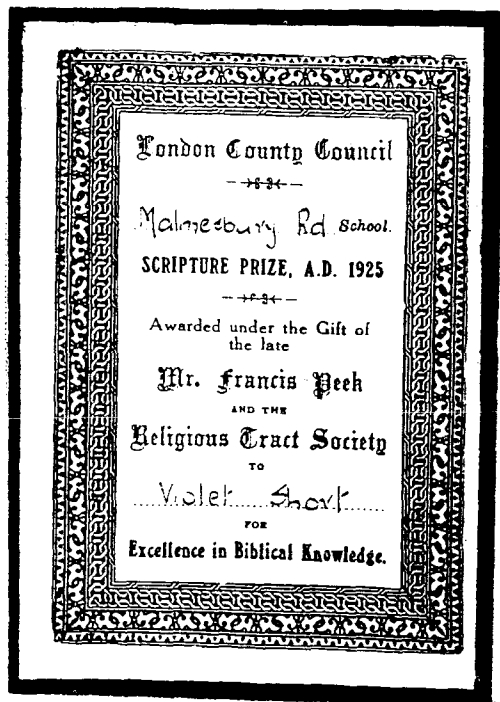 London County Council
Malmesbury Rd School.
SCRIPTURE PRIZE, A.D. 1925
Awarded under the Gift of
the late
Mr. Francis Peek
AND THE
Religious Tract Society
TO
Violet Short
FOR
Excellence in Biblical Knowledge.